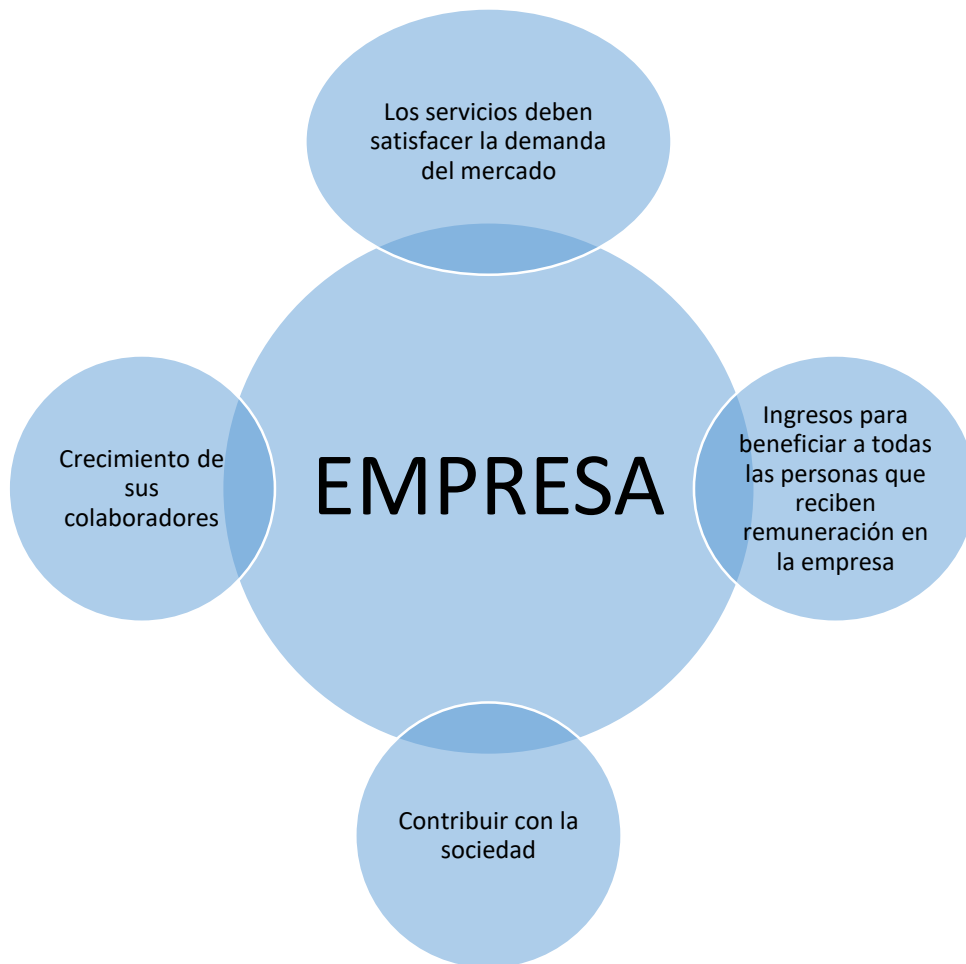 Los servicios deben
satisfacer la demanda
del mercado
Crecimiento de
sus
colaboradores
EMPRESA
Ingresos para
beneficiar a todas
las personas que
reciben
remuneración en
la empresa
Contribuir con la
sociedad